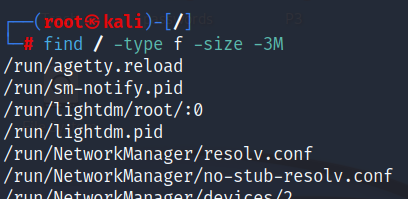 ┌──(root㉿kali)-[/]
└─# find / -type f -size -3M
/run/agetty.reload
/run/sm-notify.pid
/run/lightdm/root/:0
/run/lightdm.pid
/run/NetworkManager/resolv.conf
/run/NetworkManager/no-stub-resolv.conf
/run/NetworkManager/devices/2